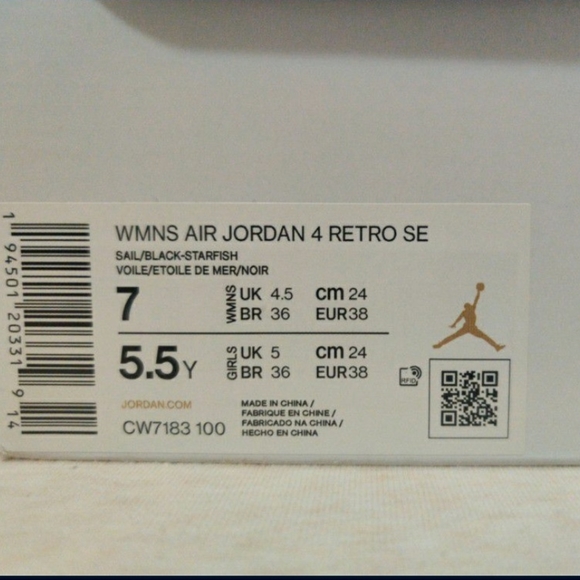 WMNS AIR JORDAN 4 RETRO SE
SAIL/BLACK-STARFISH
VOILE/ETOILE DE MER/NOIR
7 WMNS UK 4.5 cm 24
BR 36 EUR38
5.5Y GIRLS UK 5 cm 24
BR 36 EUR38
JORDAN.COM
CW7183 100
MADE IN CHINA /
FABRIQUE EN CHINE /
FABRICADO NA CHINA /
HECHO EN CHINA
RFID
1 94501 20331 9 14